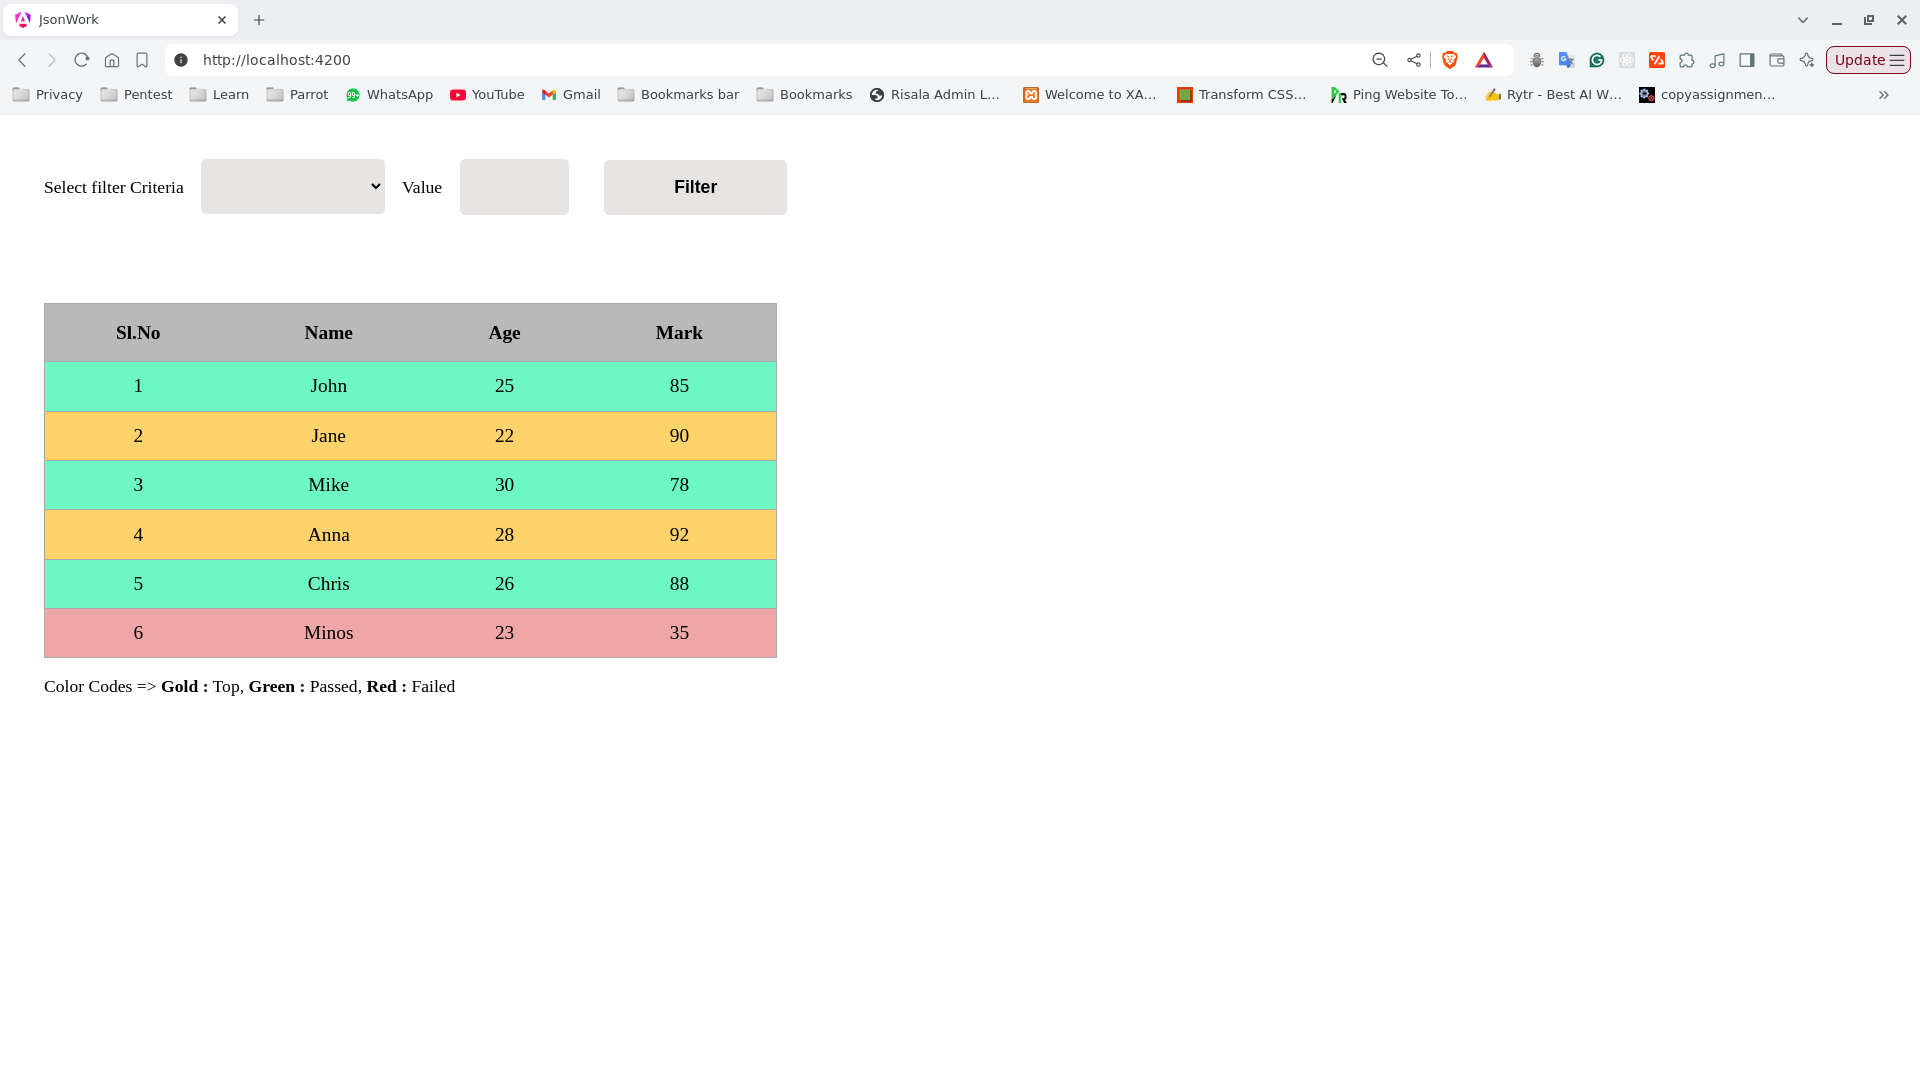 JsonWork
http://localhost:4200
Update
Privacy Pentest Learn Parrot WhatsApp YouTube Gmail Bookmarks bar Bookmarks Risala Admin L... Welcome to XA... Transform CSS... Ping Website To... Rytr - Best AI W... copyassignmen...
Select filter Criteria Value Filter
Sl.No Name Age Mark
1 John 25 85
2 Jane 22 90
3 Mike 30 78
4 Anna 28 92
5 Chris 26 88
6 Minos 23 35
Color Codes => Gold : Top, Green : Passed, Red : Failed